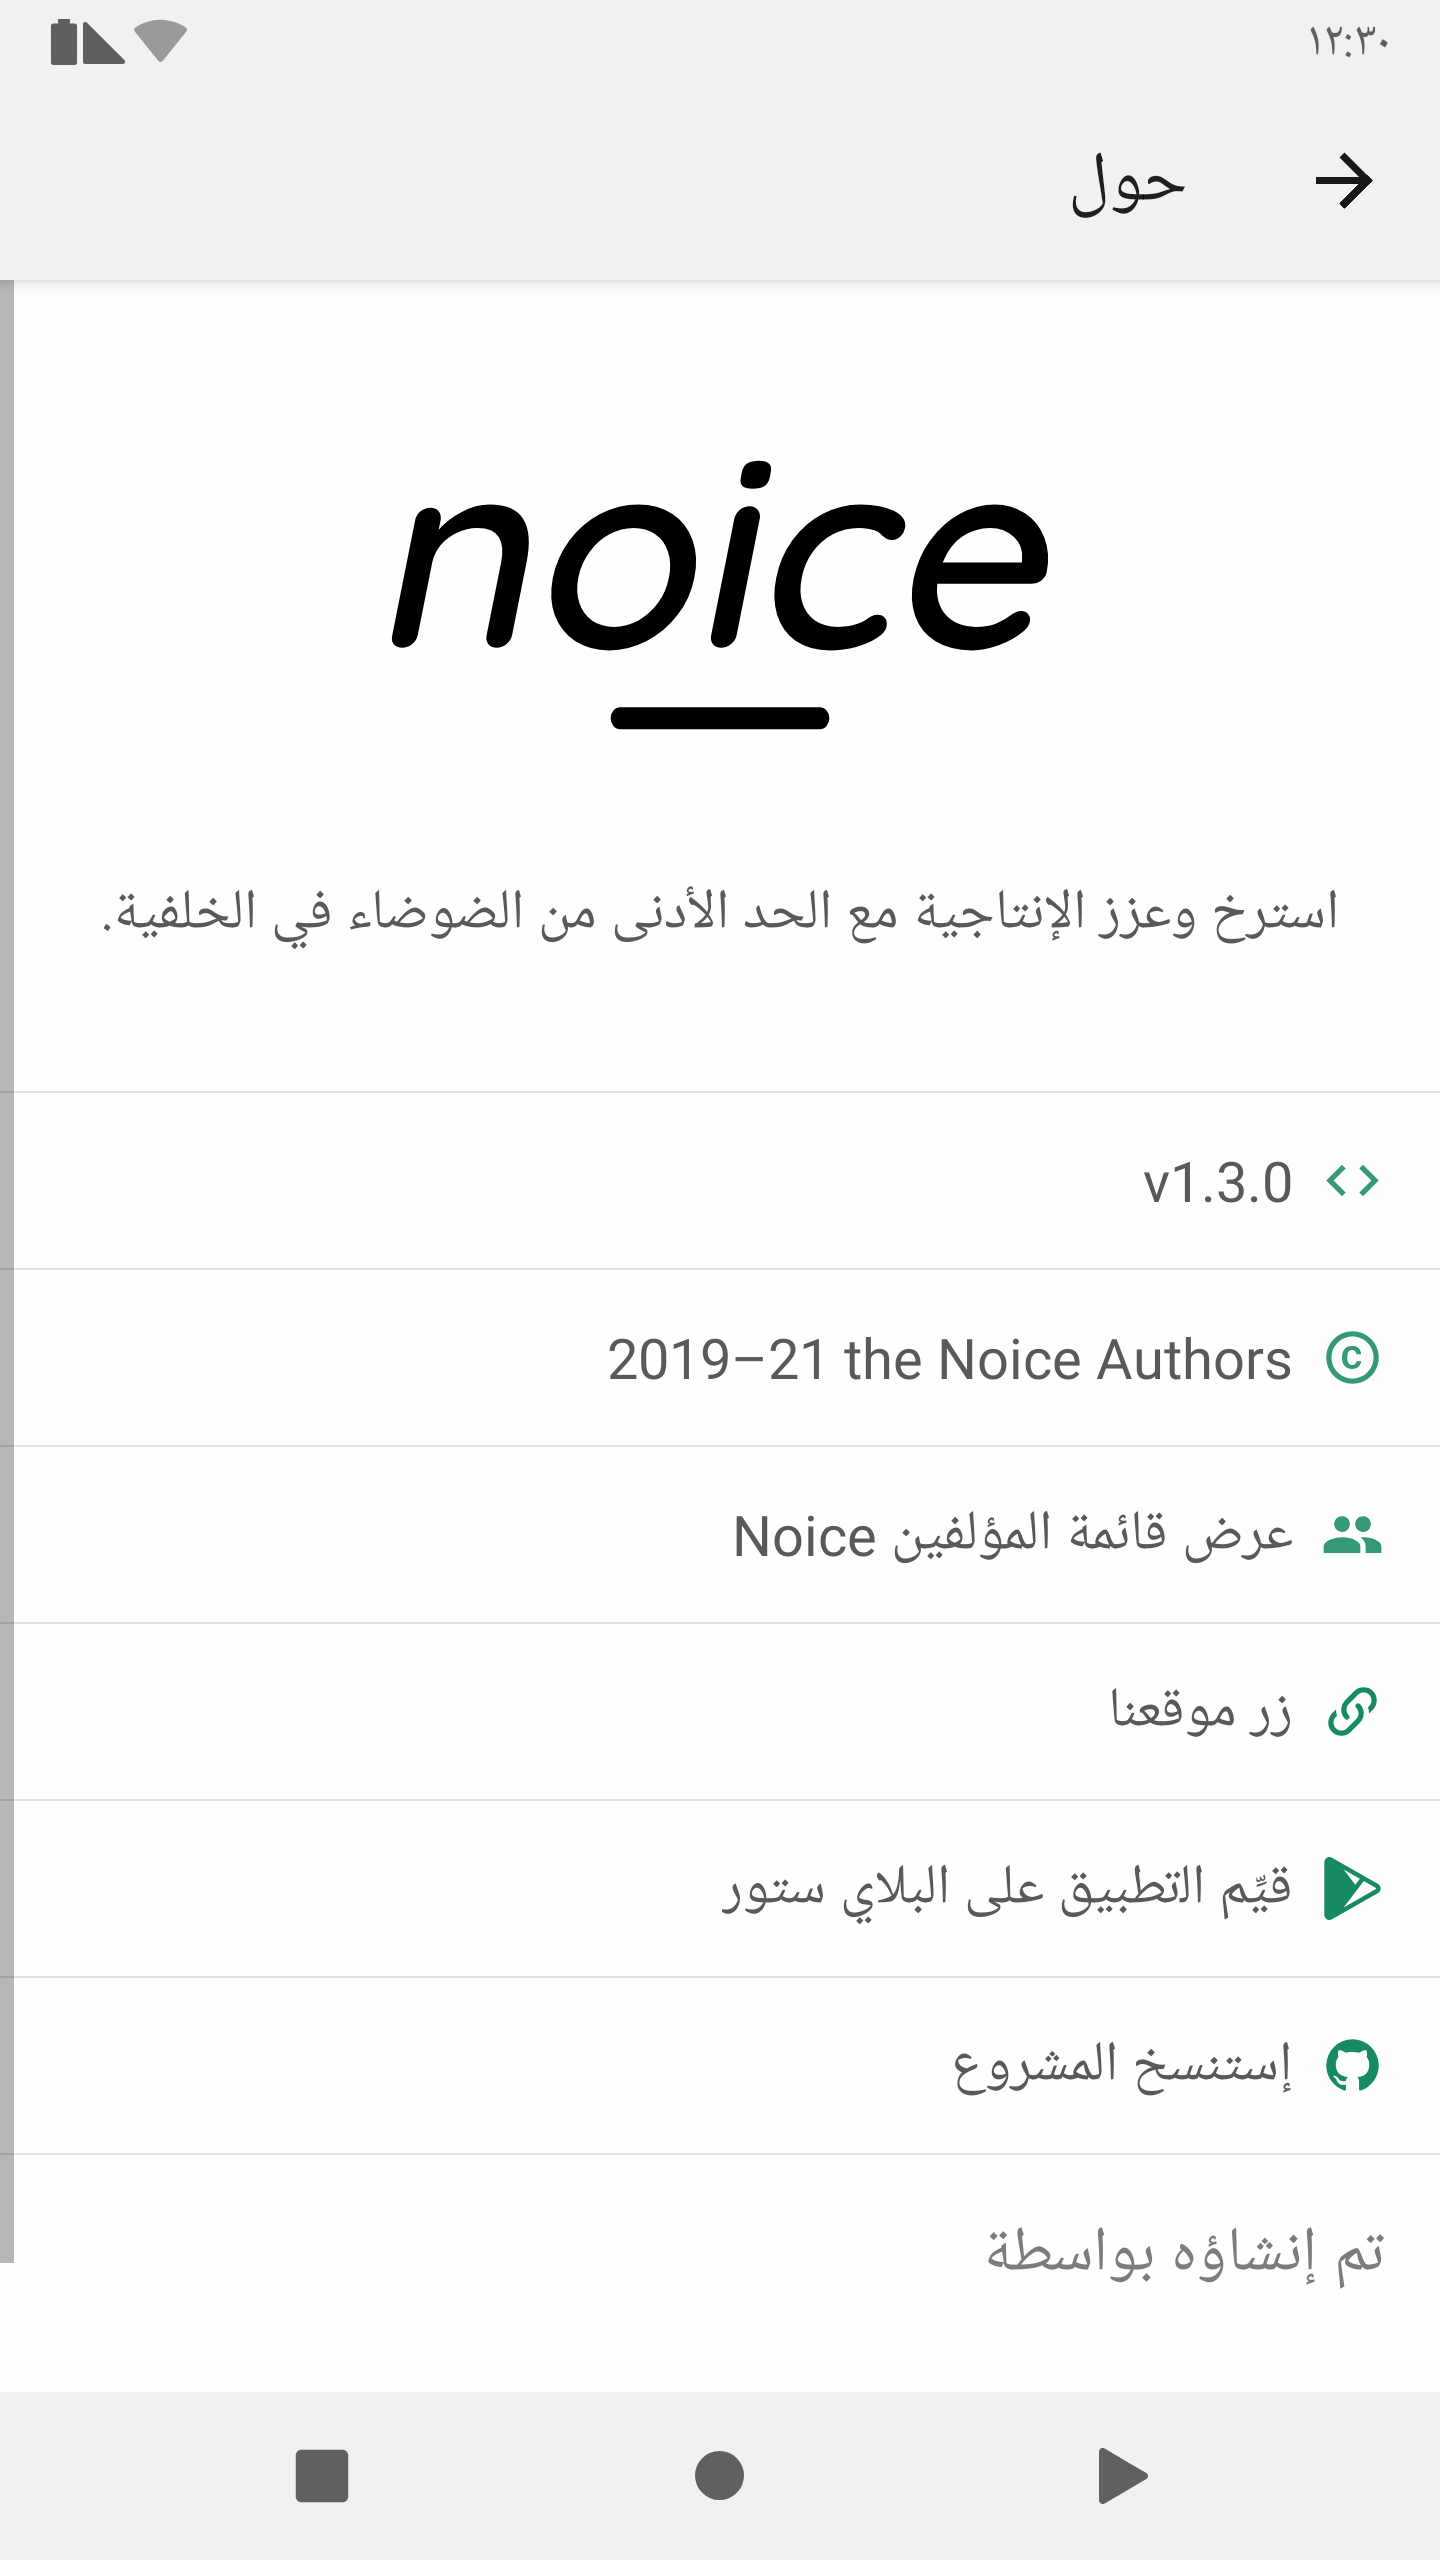 ١٢:٣٠
حول
noice
استرخ وعزز الإنتاجية مع الحد الأدنى من الضوضاء في الخلفية.
v1.3.0
2019–21 the Noice Authors
عرض قائمة المؤلفين Noice
زر موقعنا
قيِّم التطبيق على البلاي ستور
إستنسخ المشروع
تم إنشاؤه بواسطة